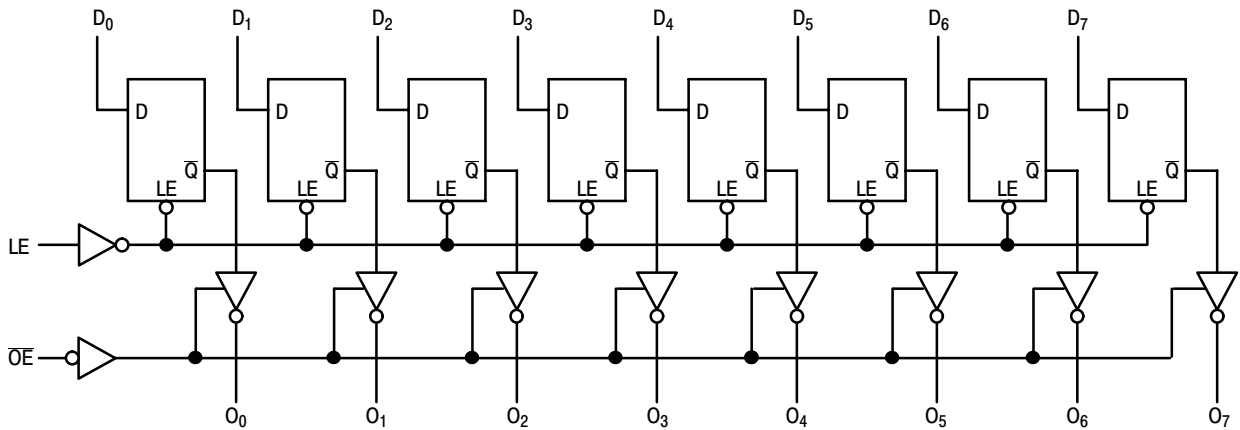 D₀ D₁ D₂ D₃ D₄ D₅ D₆ D₇
D D D D D D D D
Q̅ Q̅ Q̅ Q̅ Q̅ Q̅ Q̅ Q̅
LE LE LE LE LE LE LE LE
LE
O̅E̅
O₀ O₁ O₂ O₃ O₄ O₅ O₆ O₇